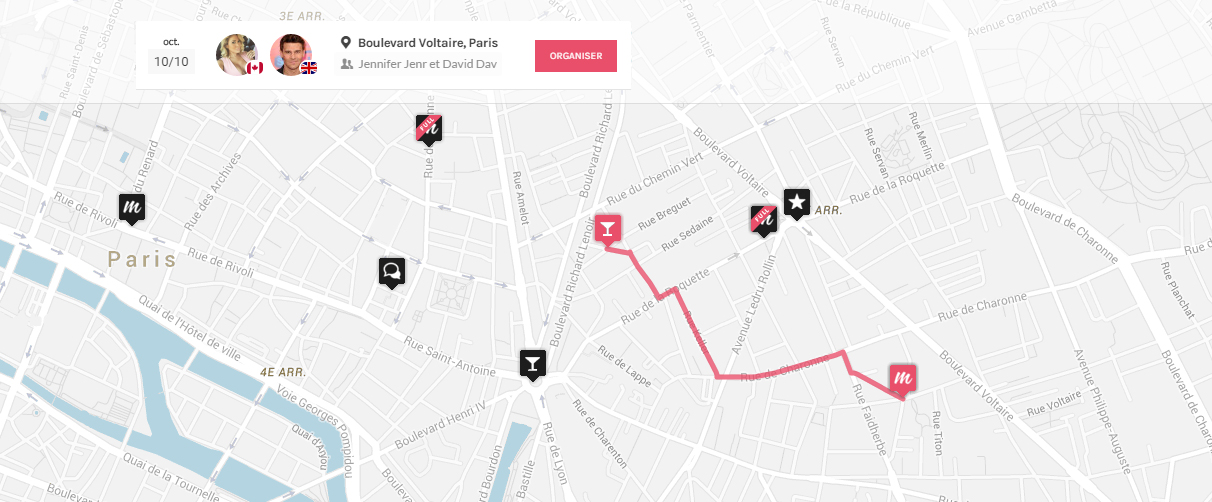 3E ARR.
oct.
10/10
Boulevard Voltaire, Paris
Jennifer Jenr et David Dav
ORGANISER
Rue du Chemin Vert
Avenue Gambetta
Rue Saint-Denis
Boulevard de Sébastopol
Rue de la Républiqu
Parmentier
FULL
m
Rue des Archives
du Renard
Rue Amelot
Boulevard Richard Lenoir
Boulevard Voltaire
Rue du Chemin Vert
Rue Servan
Rue Merlin
Rue de la Roquette
m
Rue de Rivoli
Paris
Rue de Rivoli
Rue Breguet
Rue Sedaine
FULL
ARR.
Boulevard de Charonne
Rue Planchat
Quai de l'Hôtel de ville
Boulevard Richard Lenoir
Rue de la Roquette
Avenue Ledru Rollin
Rue Keller
Rue de Charonne
Rue Saint-Antoine
Rue de Lappe
Rue de Charonne
m
4E ARR.
Voie Georges Pompidou
Boulevard Henri IV
Boulevard Voltaire
Rue Voltaire
Avenue Philippe-Auguste
Rue Faidherbe
Rue Titon
Quai d'Anjou
Rue de Charenton
Rue de Lyon
Quai de la Tournelle
Boulevard
Bourdon
Bastille